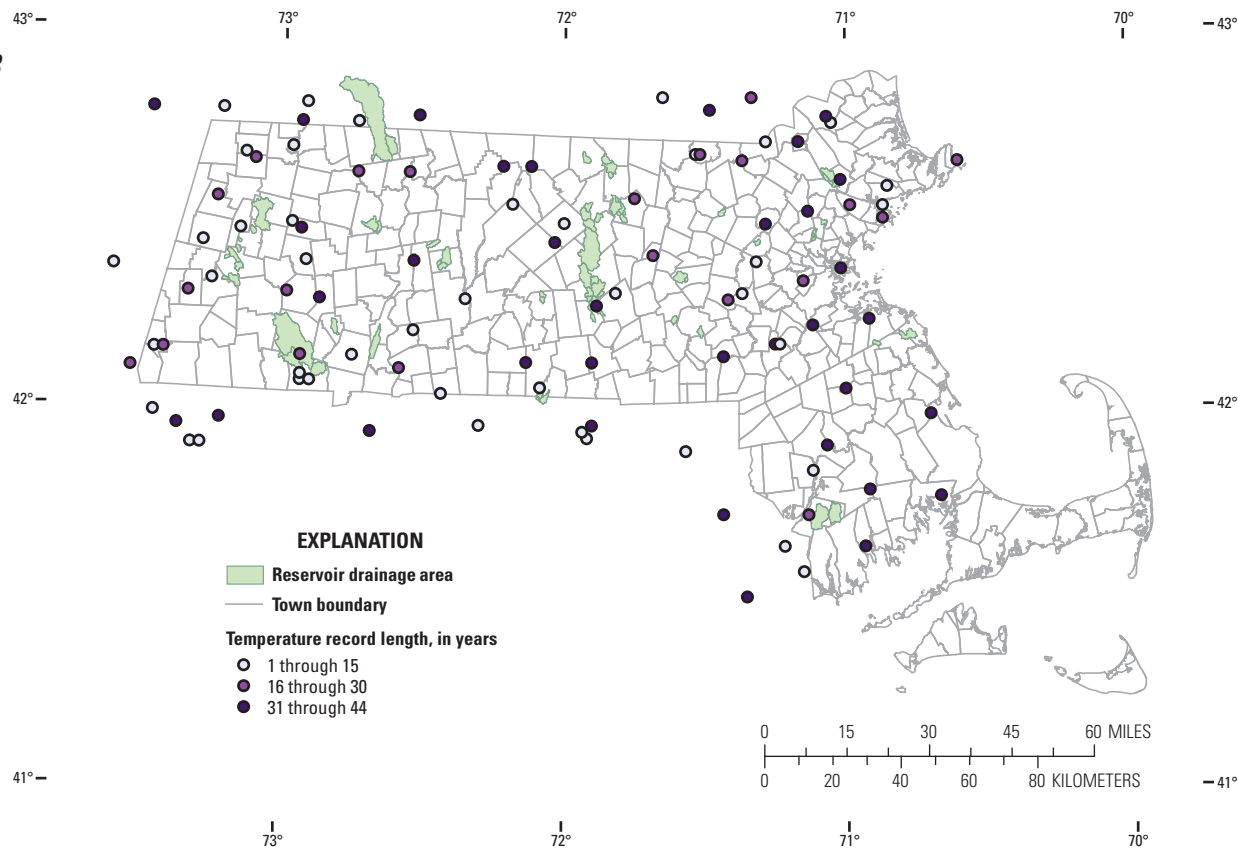 73° 72° 71° 70°
43° 43°
42° 42°
EXPLANATION
Reservoir drainage area
Town boundary
Temperature record length, in years
1 through 15
16 through 30
31 through 44
0 15 30 45 60 MILES
0 20 40 60 80 KILOMETERS
41° 41°
73° 72° 71° 70°